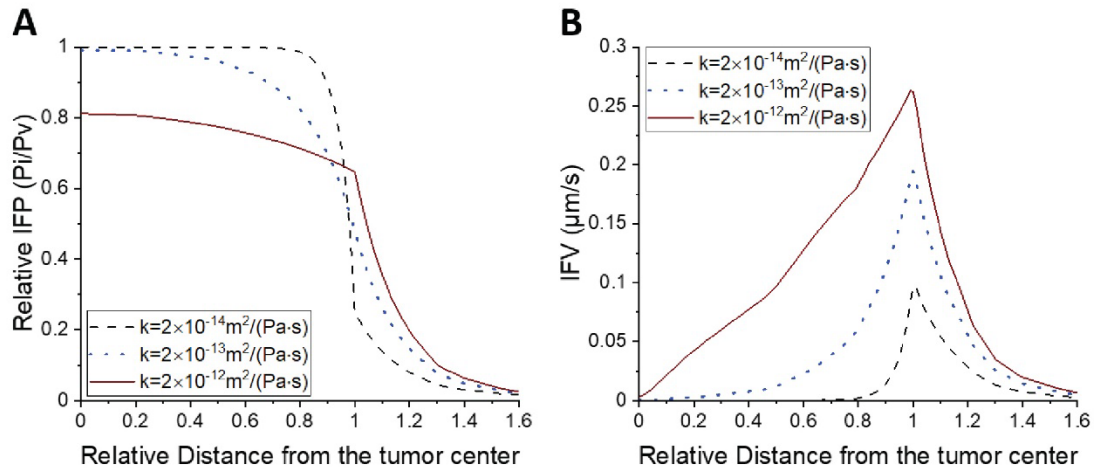 A
Relative IFP (Pi/Pv)
1
0.8
0.6
0.4
0.2
0
k=2×10⁻¹⁴m²/(Pa·s)
k=2×10⁻¹³m²/(Pa·s)
k=2×10⁻¹²m²/(Pa·s)
0 0.2 0.4 0.6 0.8 1 1.2 1.4 1.6
Relative Distance from the tumor center
B
IFV (μm/s)
0.3
0.25
0.2
0.15
0.1
0.05
0
k=2×10⁻¹⁴m²/(Pa·s)
k=2×10⁻¹³m²/(Pa·s)
k=2×10⁻¹²m²/(Pa·s)
0 0.2 0.4 0.6 0.8 1 1.2 1.4 1.6
Relative Distance from the tumor center